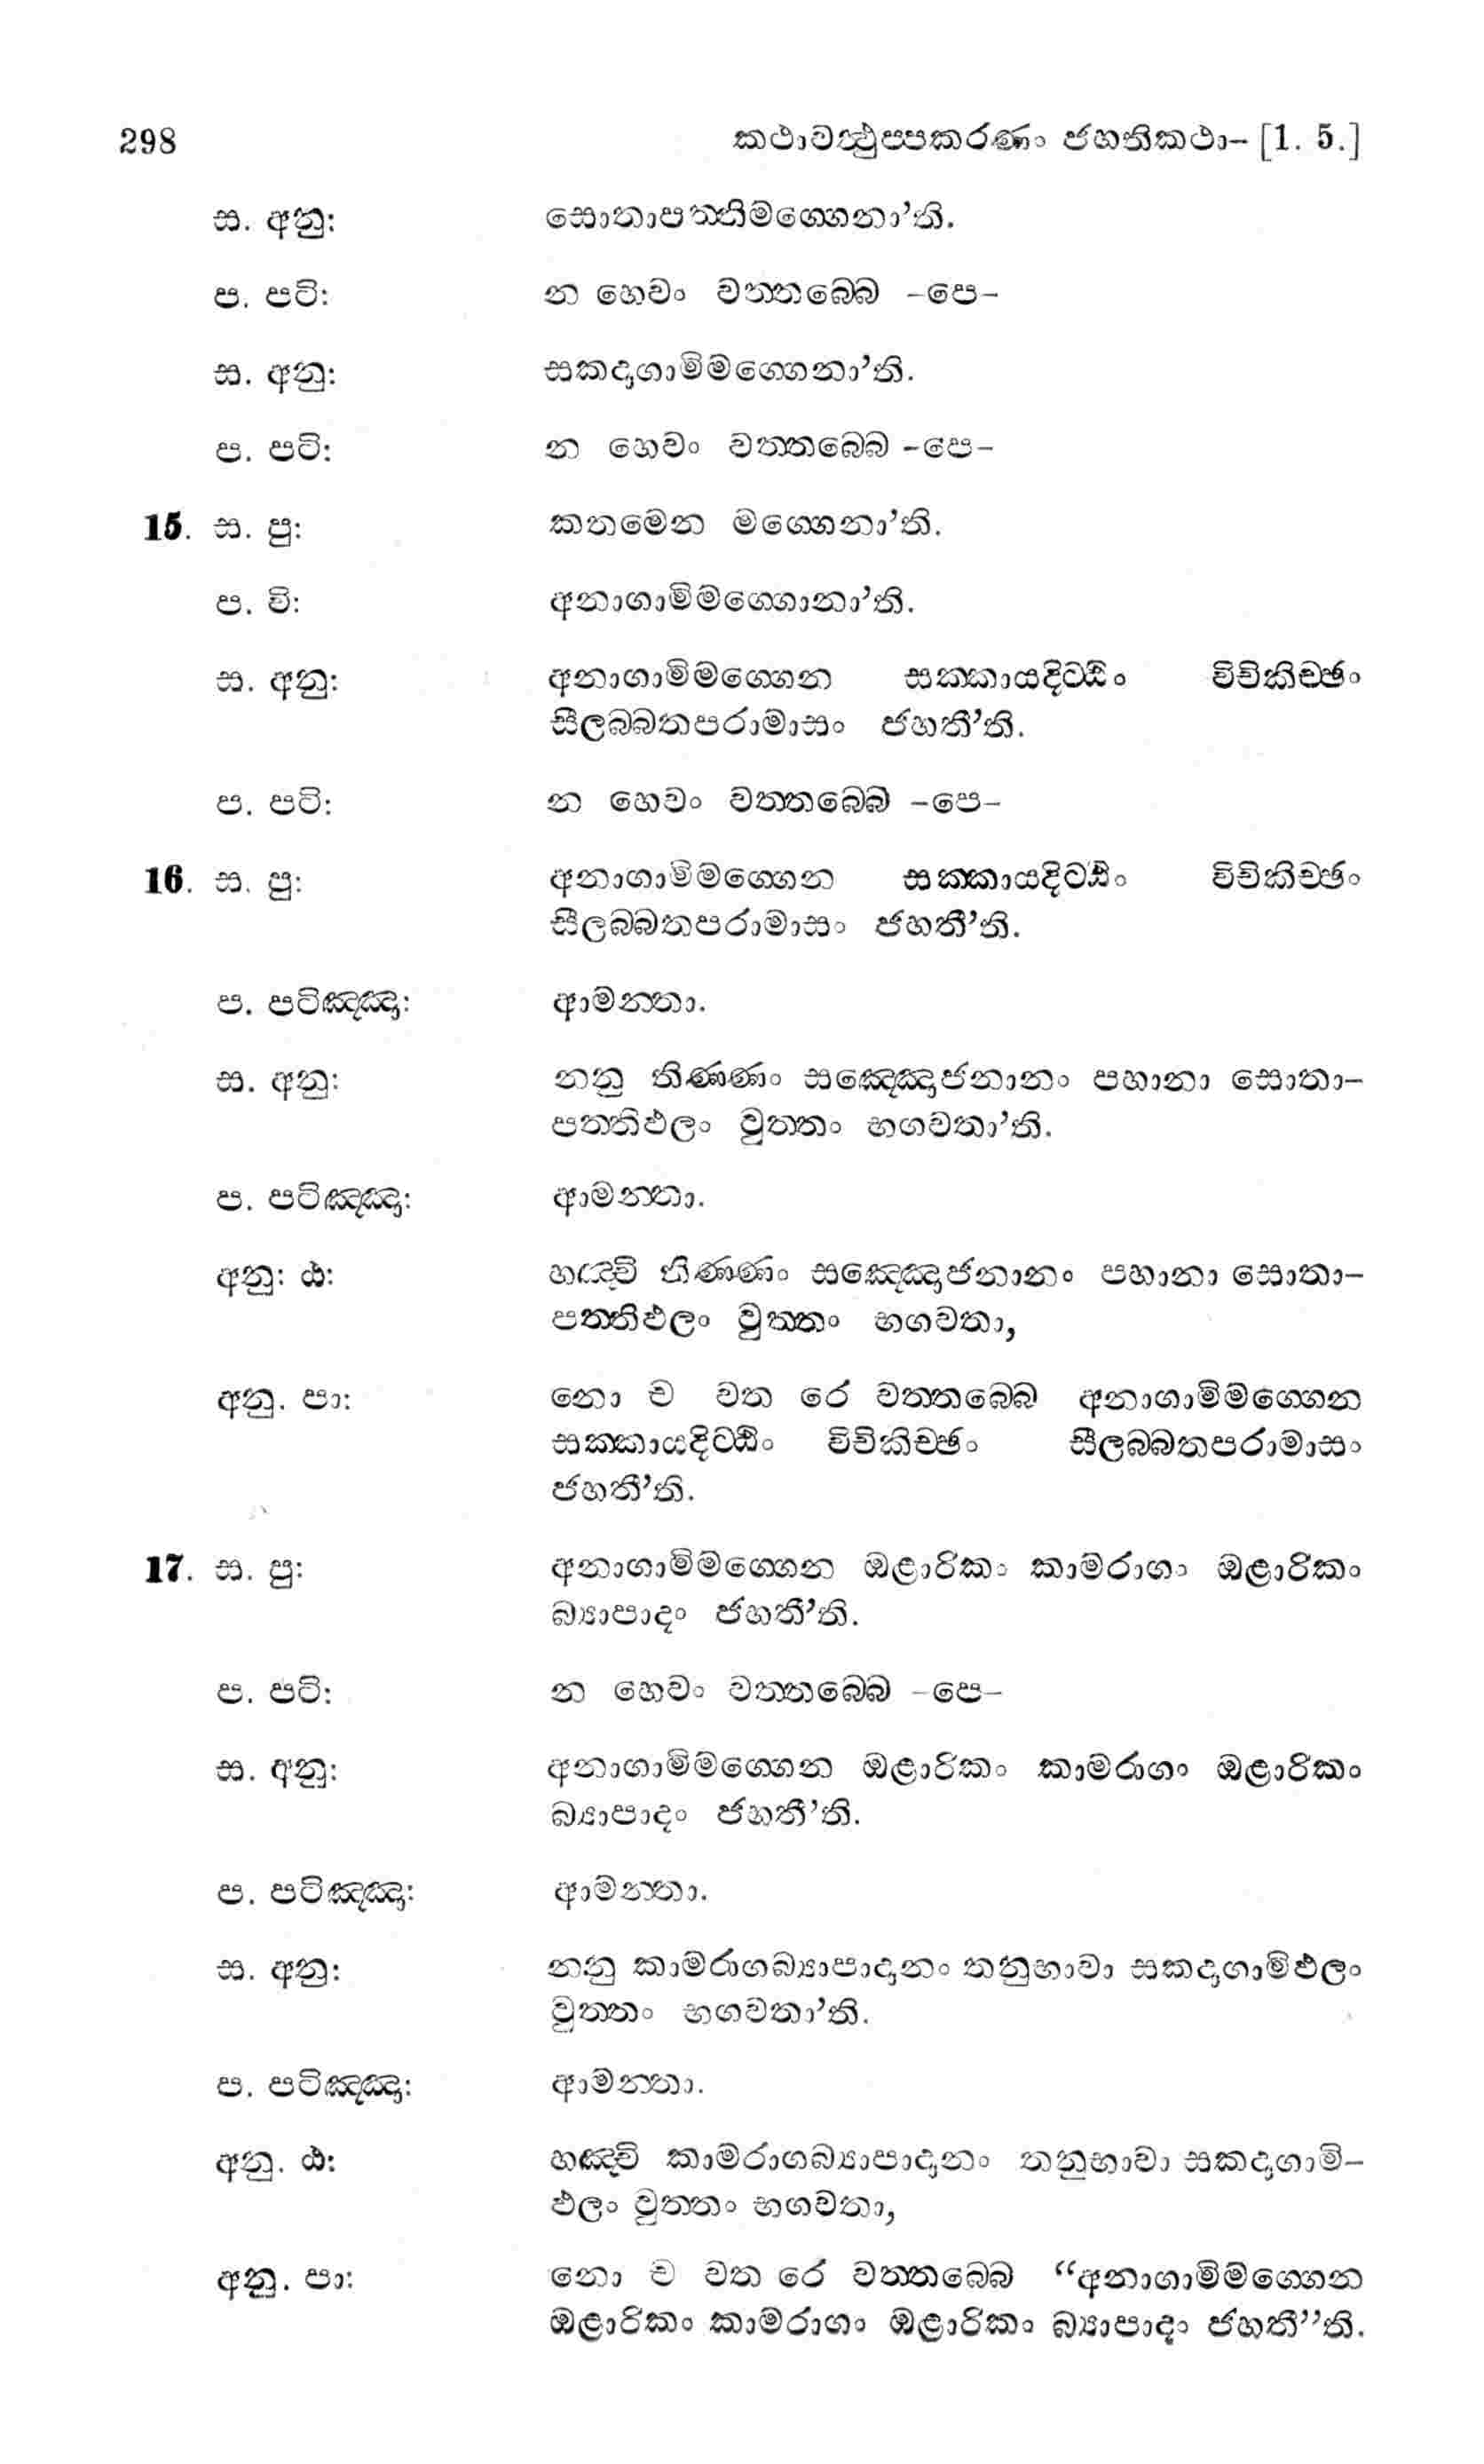 298 කථාවත්‍ථුප්පකරණං ජහතිකථා– [1. 5.]
ස. අනු: සොතාපත්තිමග්ගෙනා’ති.
ප. පටි: න හෙවං වත්තබ්බෙ –පෙ–
ස. අනු: සකදාගාමිමග්ගෙනා’ති.
ප. පටි: න හෙවං වත්තබ්බෙ –පෙ–
15. ස. පු: කතමෙන මග්ගෙනා’ති.
ප. වි: අනාගාමිමග්ගොනා’ති.
ස. අනු: අනාගාමිමග්ගෙන සක්කායදිට්ඨිං විචිකිච්ඡං
සීලබ්බතපරාමාසං ජහතී’ති.
ප. පටි: න හෙවං වත්තබ්බෙ –පෙ–
16. ස. පු: අනාගාමිමග්ගෙන සක්කායදිට්ඨිං විචිකිච්ඡං
සීලබ්බතපරාමාසං ජහතී’ති.
ප. පටිඤ්ඤා: ආමන්තා.
ස. අනු: නනු තිණ්ණං සඤ්ඤොජනානං පහානා සොතා–
පත්තිඵලං වුත්තං භගවතා’ති.
ප. පටිඤ්ඤා: ආමන්තා.
අනු: ඨ: හඤ්චි තිණ්ණං සඤ්ඤොජනානං පහානා සොතා–
පත්තිඵලං වුත්තං භගවතා,
අනු. පා: නො ච වත රේ වත්තබ්බෙ අනාගාමිමග්ගෙන
සක්කායදිට්ඨිං විචිකිච්ඡං සීලබ්බතපරාමාසං
ජහතී’ති.
17. ස. පු: අනාගාමිමග්ගෙන ඔළාරිකං කාමරාගං ඔළාරිකං
බ්‍යාපාදං ජහතී’ති.
ප. පටි: න හෙවං වත්තබ්බෙ –පෙ–
ස. අනු: අනාගාමිමග්ගෙන ඔළාරිකං කාමරාගං ඔළාරිකං
බ්‍යාපාදං ජහතී’ති.
ප. පටිඤ්ඤා: ආමන්තා.
ස. අනු: නනු කාමරාගබ්‍යාපාදානං තනුභාවා සකදාගාමිඵලං
වුත්තං භගවතා’ති.
ප. පටිඤ්ඤා: ආමන්තා.
අනු. ඨ: හඤ්චි කාමරාගබ්‍යාපාදානං තනුභාවා සකදාගාමි–
ඵලං වුත්තං භගවතා,
අනු. පා: නො ච වත රේ වත්තබ්බෙ “අනාගාමිමග්ගෙන
ඔළාරිකං කාමරාගං ඔළාරිකං බ්‍යාපාදං ජහතී”ති.